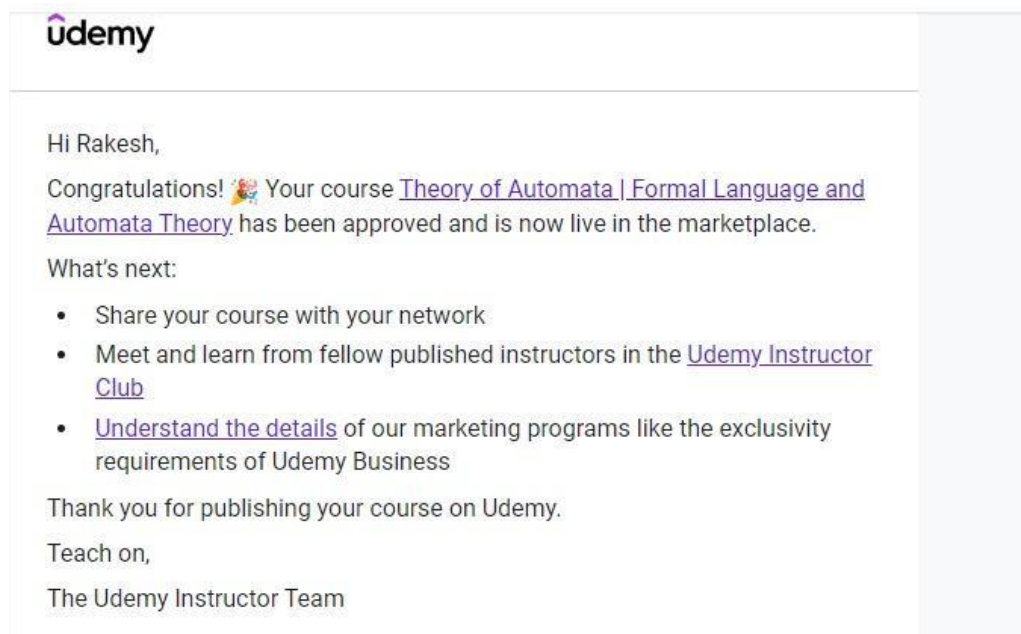 ûdemy
Hi Rakesh,
Congratulations! 🎉 Your course Theory of Automata | Formal Language and
Automata Theory has been approved and is now live in the marketplace.
What's next:
• Share your course with your network
• Meet and learn from fellow published instructors in the Udemy Instructor
Club
• Understand the details of our marketing programs like the exclusivity
requirements of Udemy Business
Thank you for publishing your course on Udemy.
Teach on,
The Udemy Instructor Team